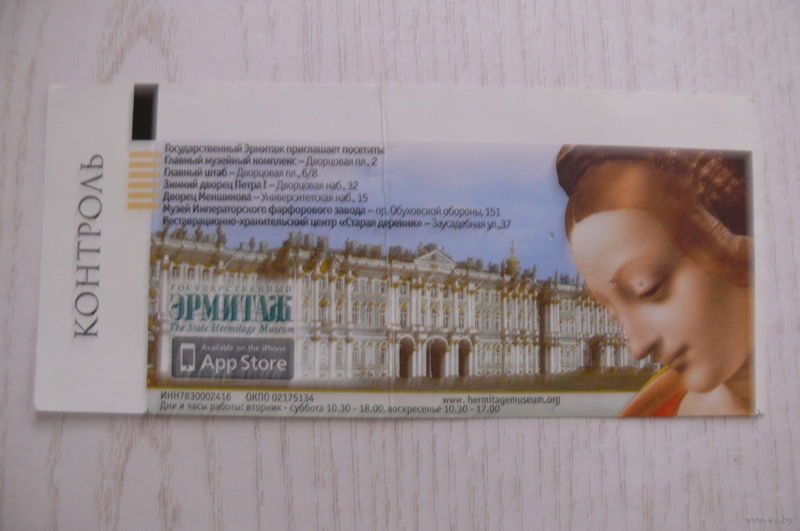 КОНТРОЛЬ
Государственный Эрмитаж приглашает посетить:
Главный музейный комплекс – Дворцовая пл., 2
Главный штаб – Дворцовая пл., 6/8
Зимний дворец Петра I – Дворцовая наб., 32
Дворец Меншикова – Университетская наб., 15
Музей Императорского фарфорового завода – пр. Обуховской обороны, 151
Реставрационно-хранительский центр «Старая деревня» – Заусадебная ул.,37
ГОСУДАРСТВЕННЫЙ
ЭРМИТАЖ
The State Hermitage Museum
Available on the iPhone
App Store
ИНН7830002416 ОКПО 02175134 www. hermitagemuseum.org
Дни и часы работы: вторник - суббота 10.30 - 18.00, воскресенье 10.30 - 17.00
www.ay.by